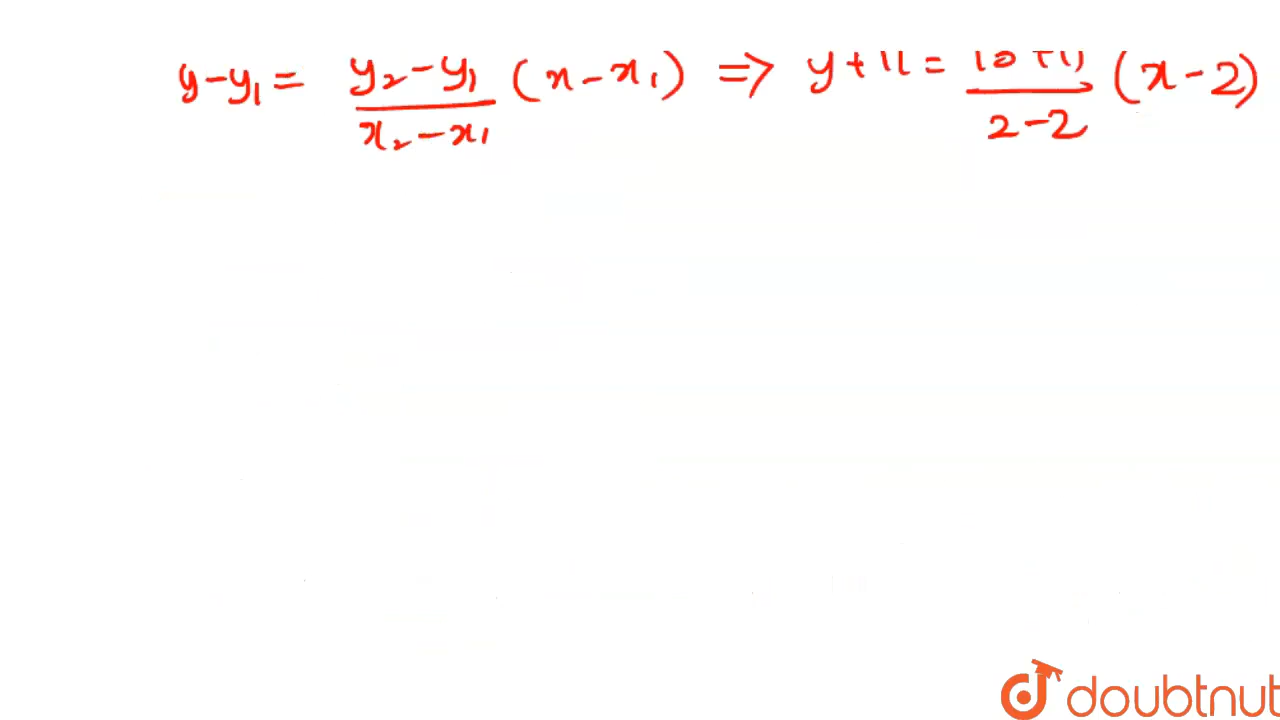 y - y₁ = (y₂ - y₁)/(x₂ - x₁) (x - x₁) ⇒ y + 11 = (10 + 11)/(2 - 2) (x - 2)
doubtnut